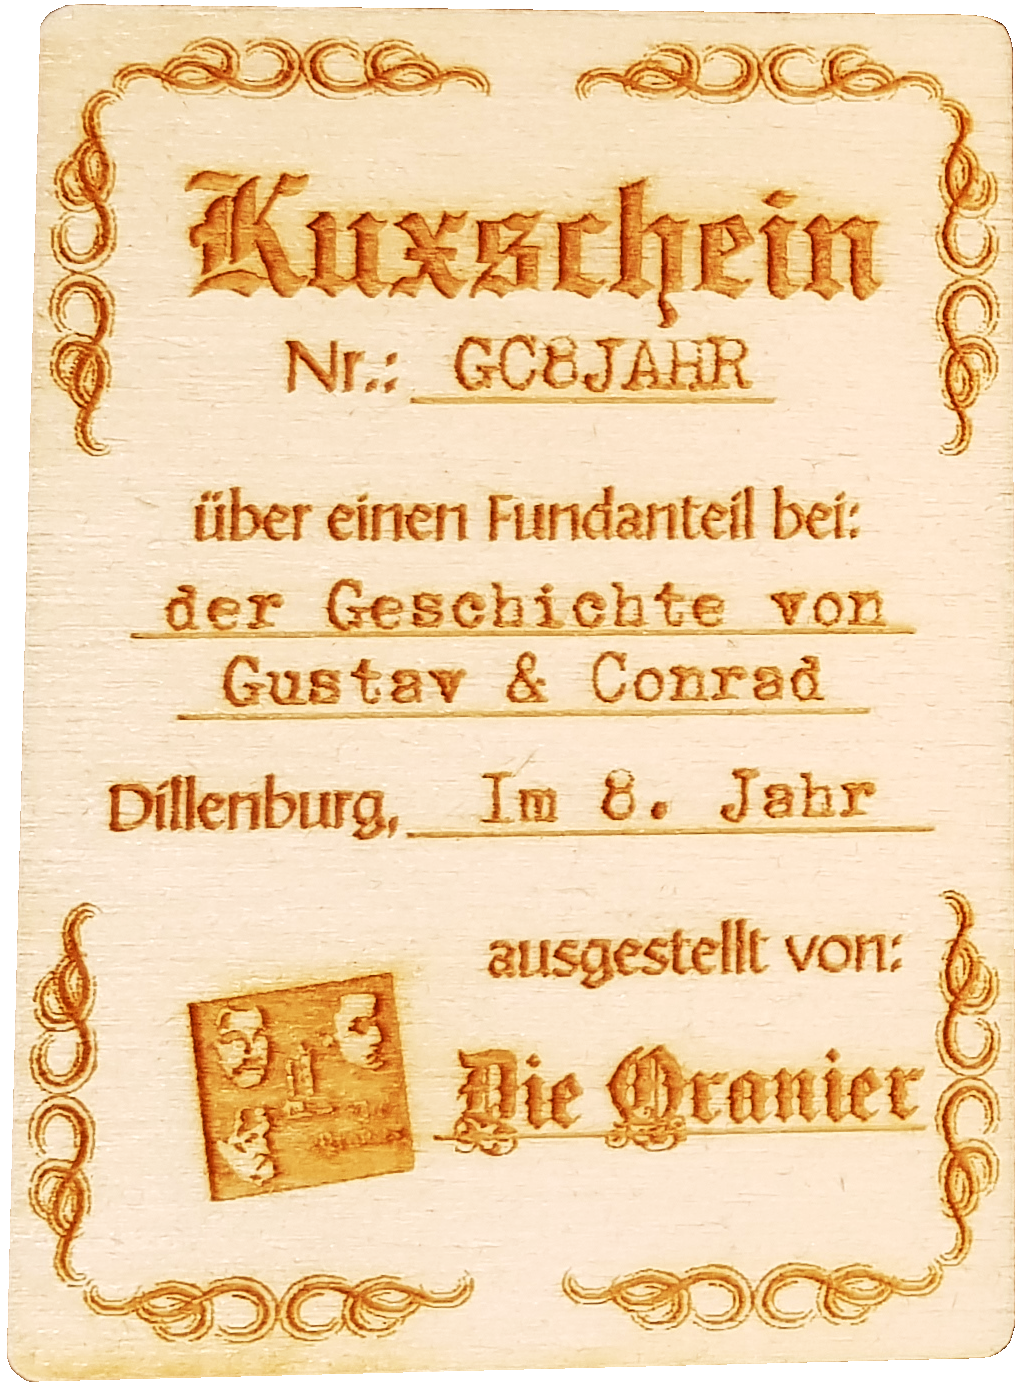 Kuxschein
Nr.: GC8JAHR
über einen Fundanteil bei:
der Geschichte von
Gustav & Conrad
Dillenburg, Im 8. Jahr
ausgestellt von:
Die Oranier